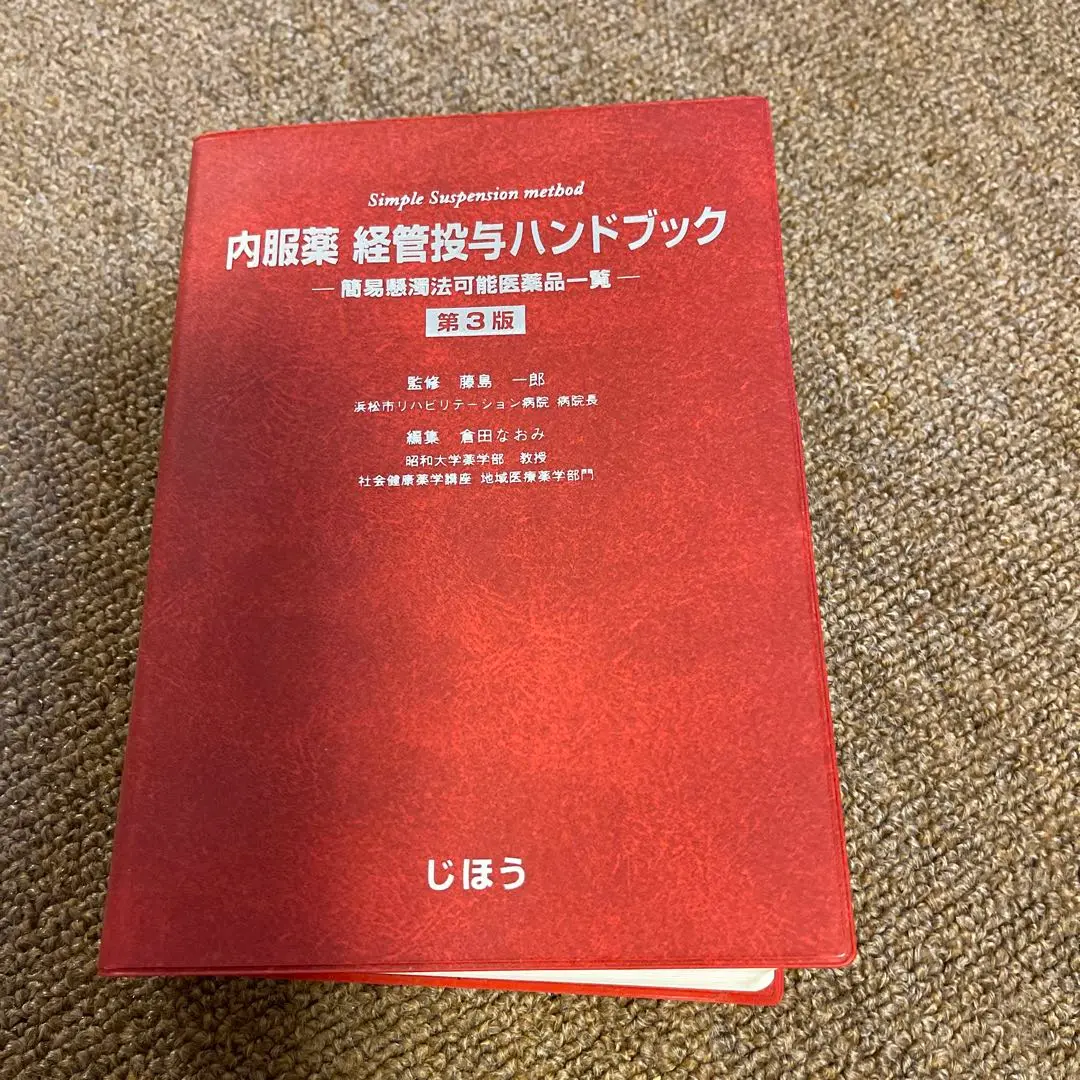 Simple Suspension method
内服薬 経管投与ハンドブック
― 簡易懸濁法可能医薬品一覧 ―
第3版
監修 藤島 一郎
浜松市リハビリテーション病院 病院長
編集 倉田なおみ
昭和大学薬学部 教授
社会健康薬学講座 地域医療薬学部門
じほう